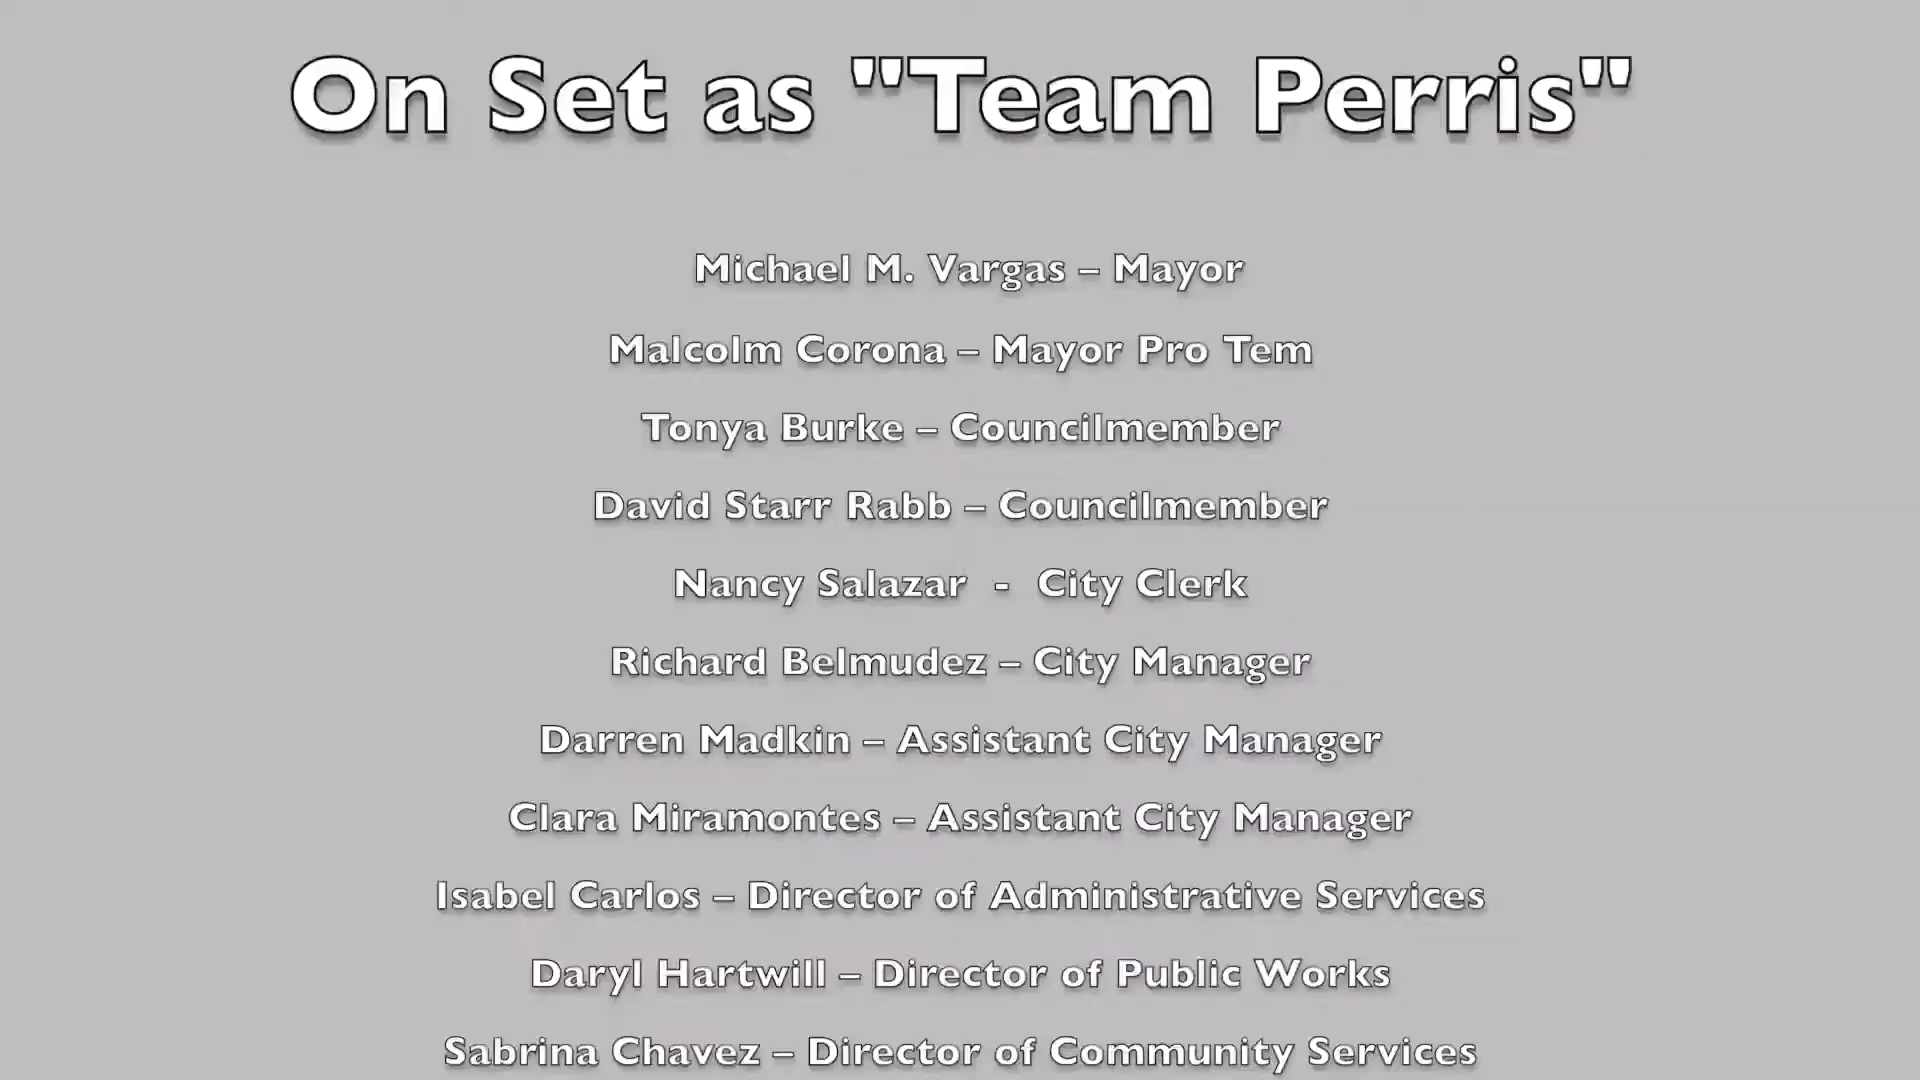 On Set as "Team Perris"
Michael M. Vargas – Mayor
Malcolm Corona – Mayor Pro Tem
Tonya Burke – Councilmember
David Starr Rabb – Councilmember
Nancy Salazar  -  City Clerk
Richard Belmudez – City Manager
Darren Madkin – Assistant City Manager
Clara Miramontes – Assistant City Manager
Isabel Carlos – Director of Administrative Services
Daryl Hartwill – Director of Public Works
Sabrina Chavez – Director of Community Services